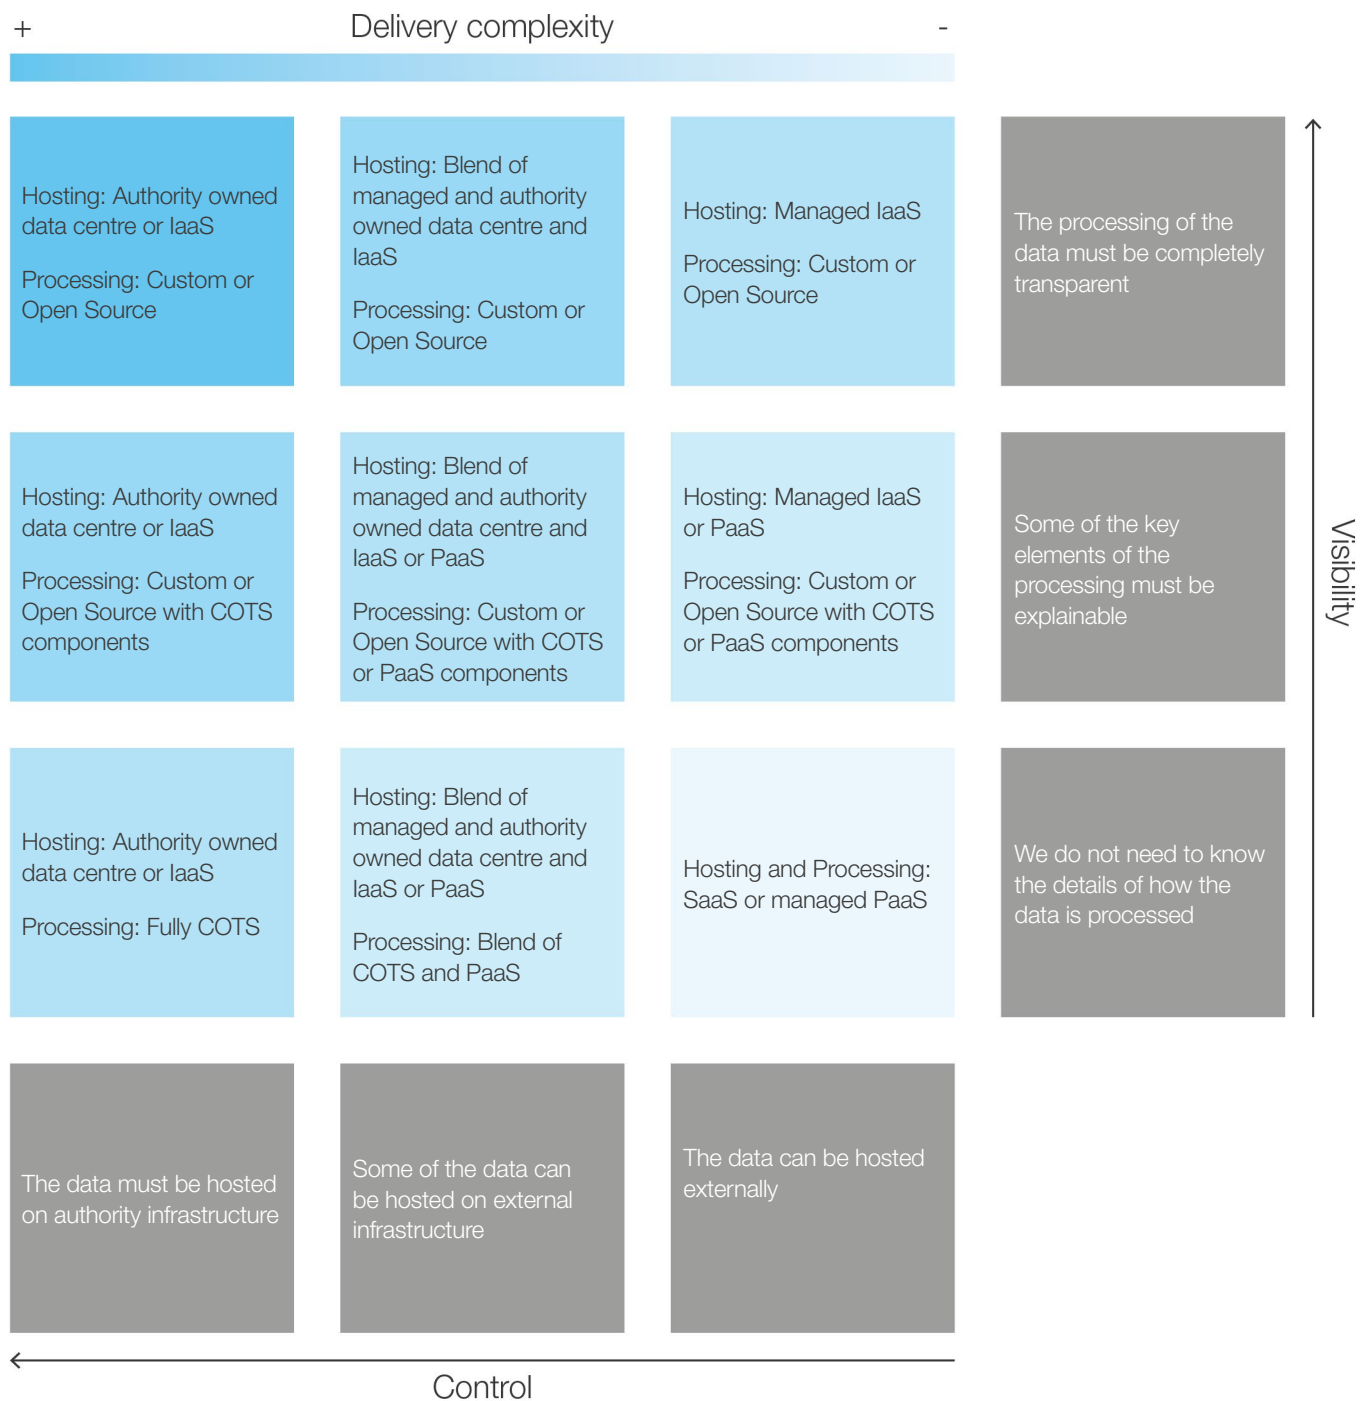 + Delivery complexity -
Hosting: Authority owned
data centre or IaaS
Processing: Custom or
Open Source
Hosting: Blend of
managed and authority
owned data centre and
IaaS
Processing: Custom or
Open Source
Hosting: Managed IaaS
Processing: Custom or
Open Source
The processing of the
data must be completely
transparent
Hosting: Authority owned
data centre or IaaS
Processing: Custom or
Open Source with COTS
components
Hosting: Blend of
managed and authority
owned data centre and
IaaS or PaaS
Processing: Custom or
Open Source with COTS
or PaaS components
Hosting: Managed IaaS
or PaaS
Processing: Custom or
Open Source with COTS
or PaaS components
Some of the key
elements of the
processing must be
explainable
Visibility
Hosting: Authority owned
data centre or IaaS
Processing: Fully COTS
Hosting: Blend of
managed and authority
owned data centre and
IaaS or PaaS
Processing: Blend of
COTS and PaaS
Hosting and Processing:
SaaS or managed PaaS
We do not need to know
the details of how the
data is processed
The data must be hosted
on authority infrastructure
Some of the data can
be hosted on external
infrastructure
The data can be hosted
externally
Control